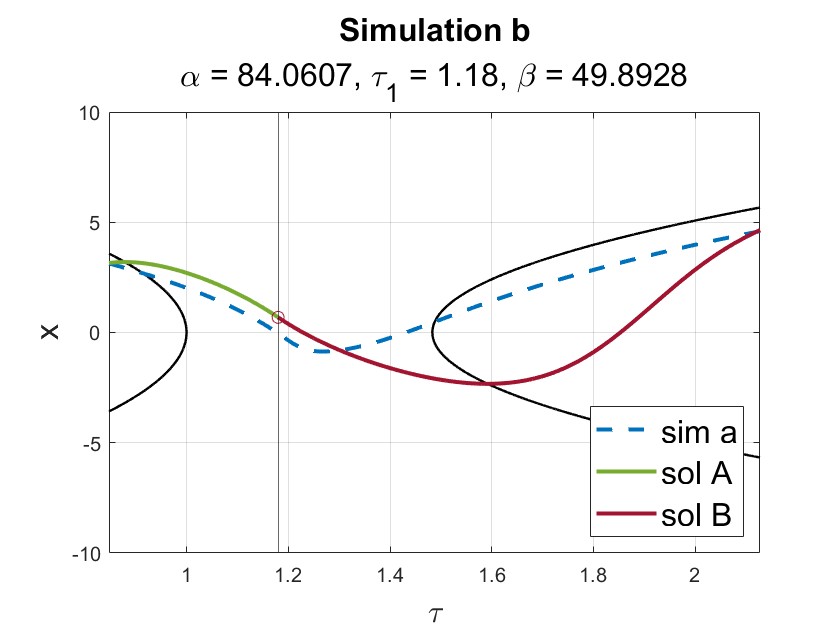 Simulation b
α = 84.0607, τ₁ = 1.18, β = 49.8928
10
5
0
-5
-10
X
1
1.2
1.4
1.6
1.8
2
τ
sim a
sol A
sol B